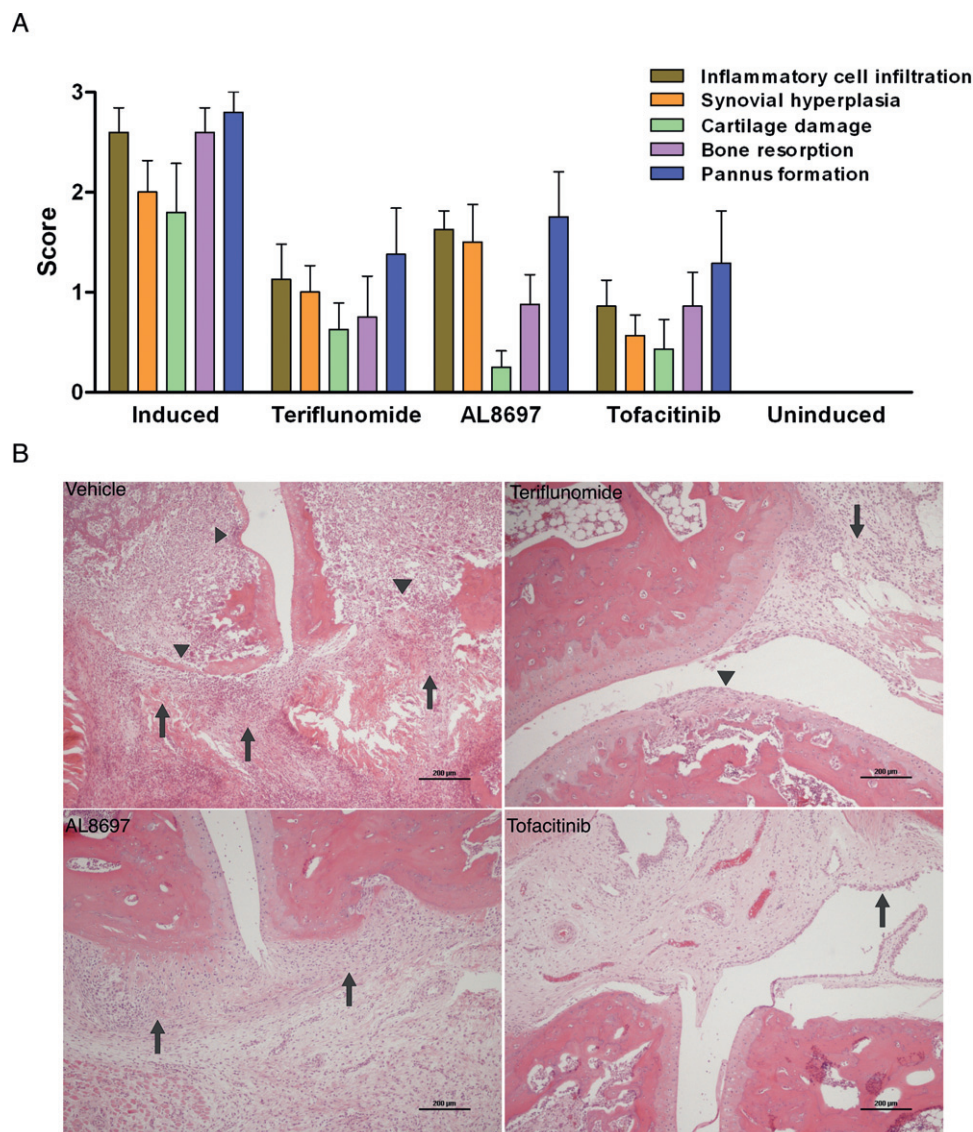 A
Score
3
2
1
0
Inflammatory cell infiltration
Synovial hyperplasia
Cartilage damage
Bone resorption
Pannus formation
Induced Teriflunomide AL8697 Tofacitinib Uninduced
B
Vehicle
200 µm
Teriflunomide
200 µm
AL8697
200 µm
Tofacitinib
200 µm